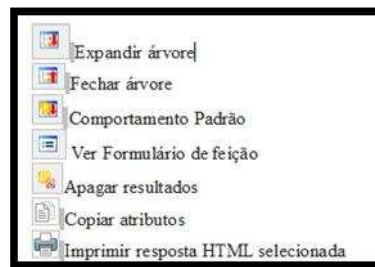 Expandir árvore
Fechar árvore
Comportamento Padrão
Ver Formulário de feição
Apagar resultados
Copiar atributos
Imprimir resposta HTML selecionada